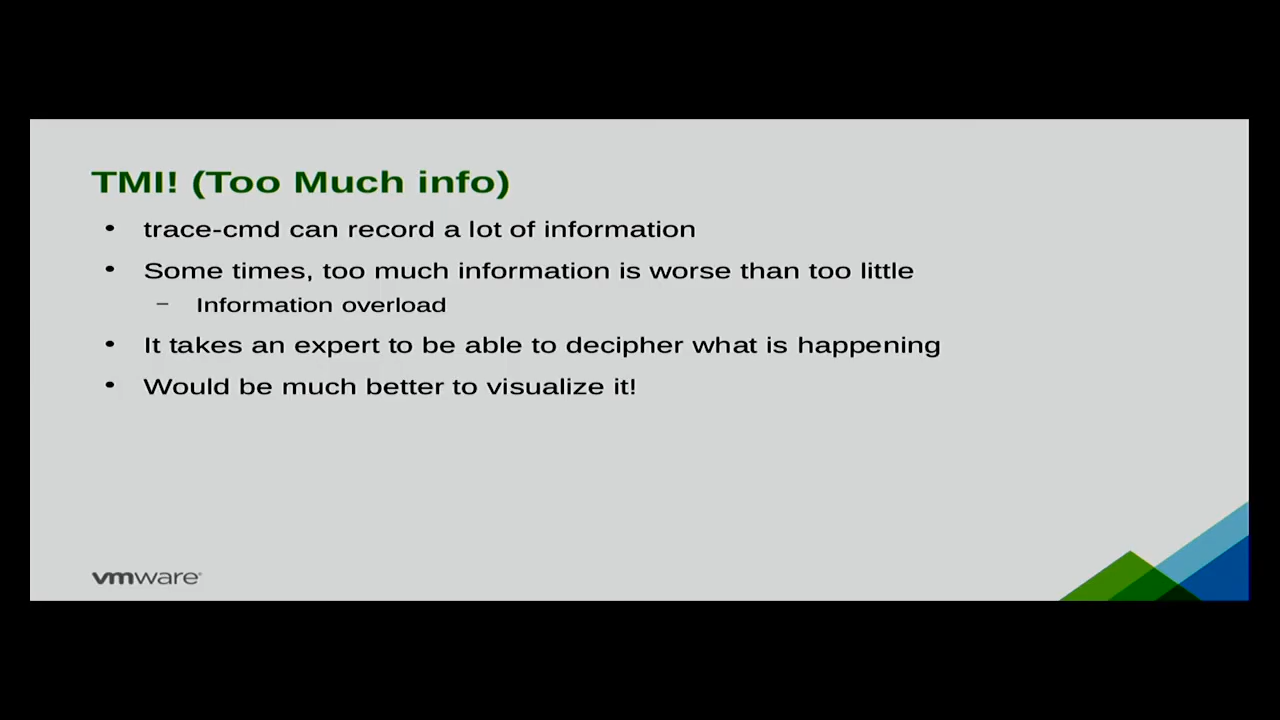 TMI! (Too Much info)
• trace-cmd can record a lot of information
• Some times, too much information is worse than too little
– Information overload
• It takes an expert to be able to decipher what is happening
• Would be much better to visualize it!
vmware®